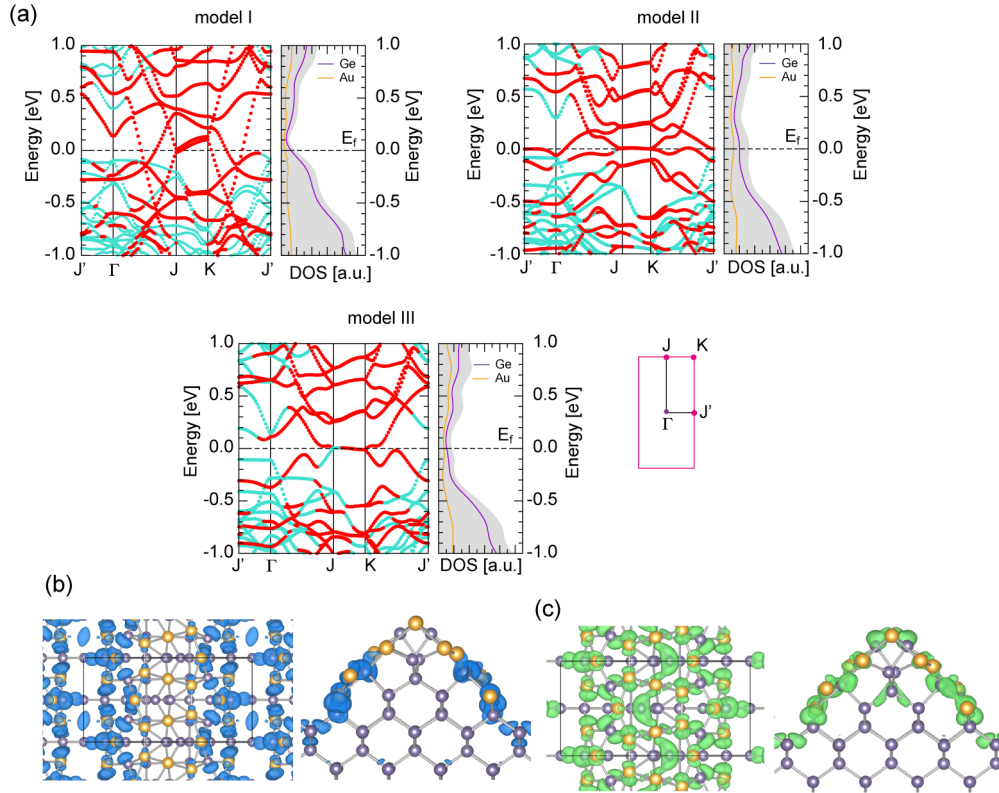 (a)
model I
model II
1.0
0.5
0.0
-0.5
-1.0
Energy [eV]
J' Γ J K J'
Ge
Au
E_f
DOS [a.u.]
1.0
0.5
0.0
-0.5
-1.0
Energy [eV]
1.0
0.5
0.0
-0.5
-1.0
Energy [eV]
J' Γ J K J'
Ge
Au
E_f
DOS [a.u.]
1.0
0.5
0.0
-0.5
-1.0
Energy [eV]
model III
1.0
0.5
0.0
-0.5
-1.0
Energy [eV]
J' Γ J K J'
Ge
Au
E_f
DOS [a.u.]
1.0
0.5
0.0
-0.5
-1.0
Energy [eV]
J K
Γ J'
(b)
(c)